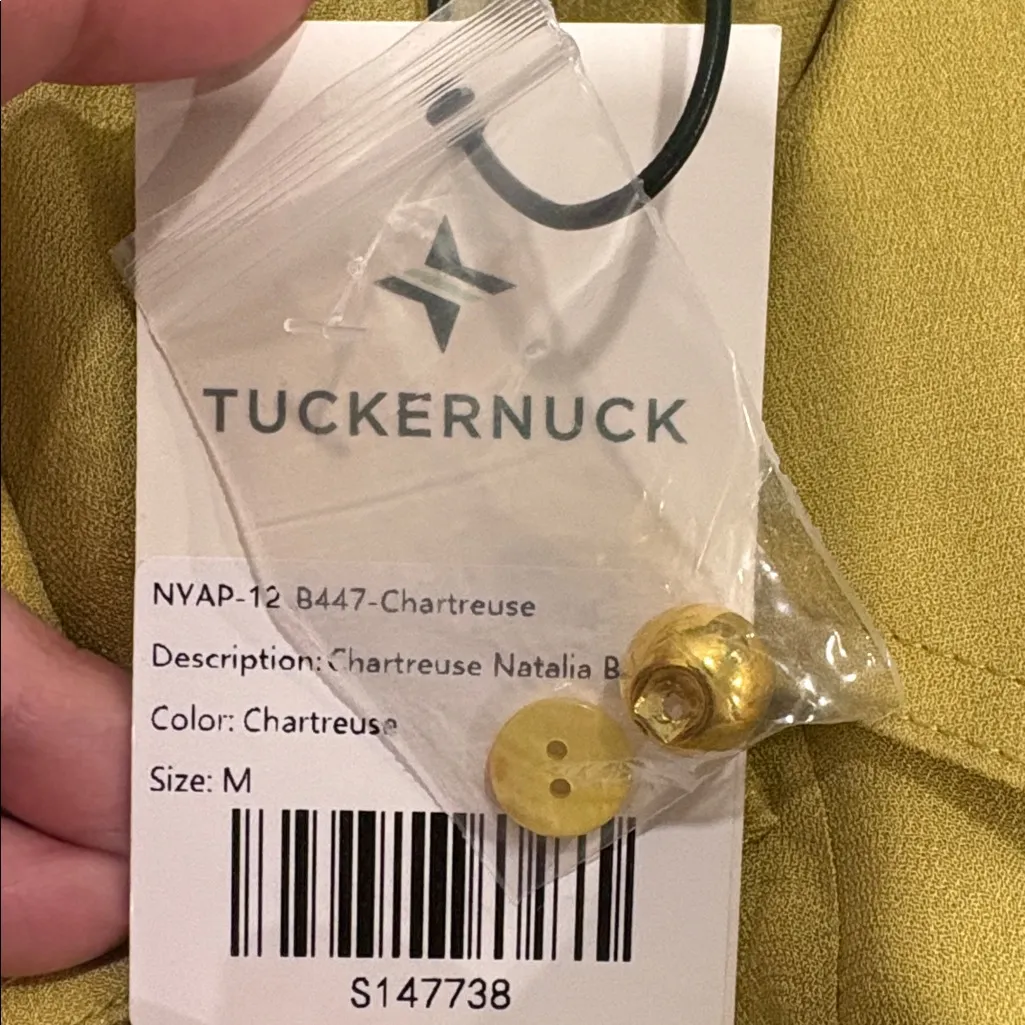 TUCKERNUCK
NYAP-12 B447-Chartreuse
Description: Chartreuse Natalia B
Color: Chartreuse
Size: M
S147738